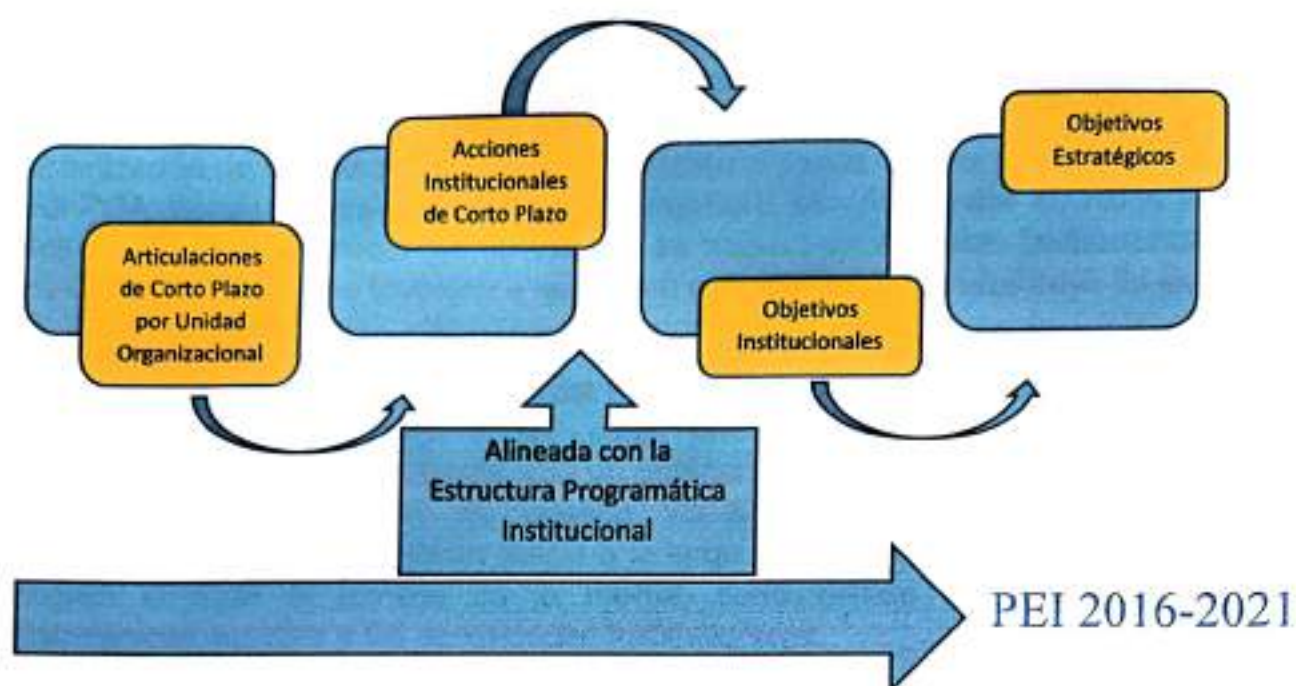 Articulaciones
de Corto Plazo
por Unidad
Organizacional
Acciones
Institucionales
de Corto Plazo
Objetivos
Institucionales
Objetivos
Estratégicos
Alineada con la
Estructura Programática
Institucional
PEI 2016-2021